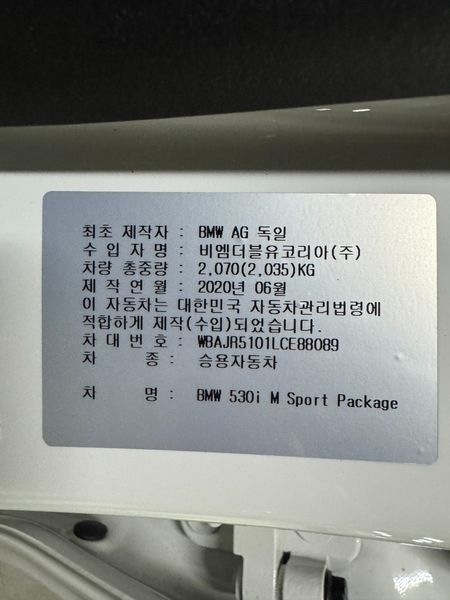 최초 제작자 : BMW AG 독일
수 입 자 명 : 비엠더블유코리아(주)
차량 총중량 : 2,070(2,035)KG
제 작 연 월 : 2020년 06월
이 자동차는 대한민국 자동차관리법령에
적합하게 제작(수입)되었습니다.
차 대 번 호 : WBAJR5101LCE88089
차 종 : 승용자동차
차 명 : BMW 530i M Sport Package